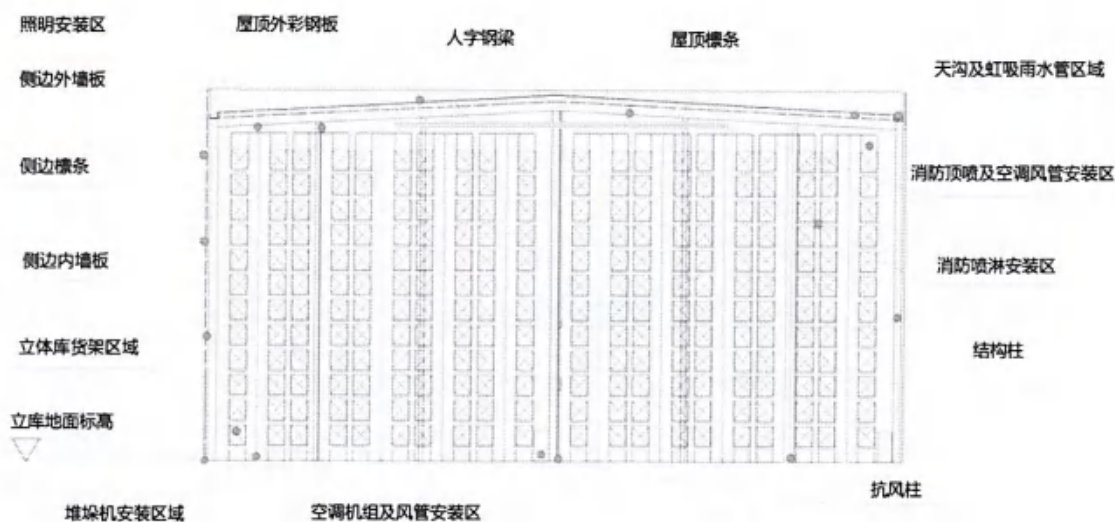 照明安装区
屋顶外彩钢板
人字钢梁
屋顶檩条
天沟及虹吸雨水管区域
侧边外墙板
侧边檩条
消防顶喷及空调风管安装区
侧边内墙板
消防喷淋安装区
立体库货架区域
结构柱
立库地面标高
抗风柱
堆垛机安装区域
空调机组及风管安装区